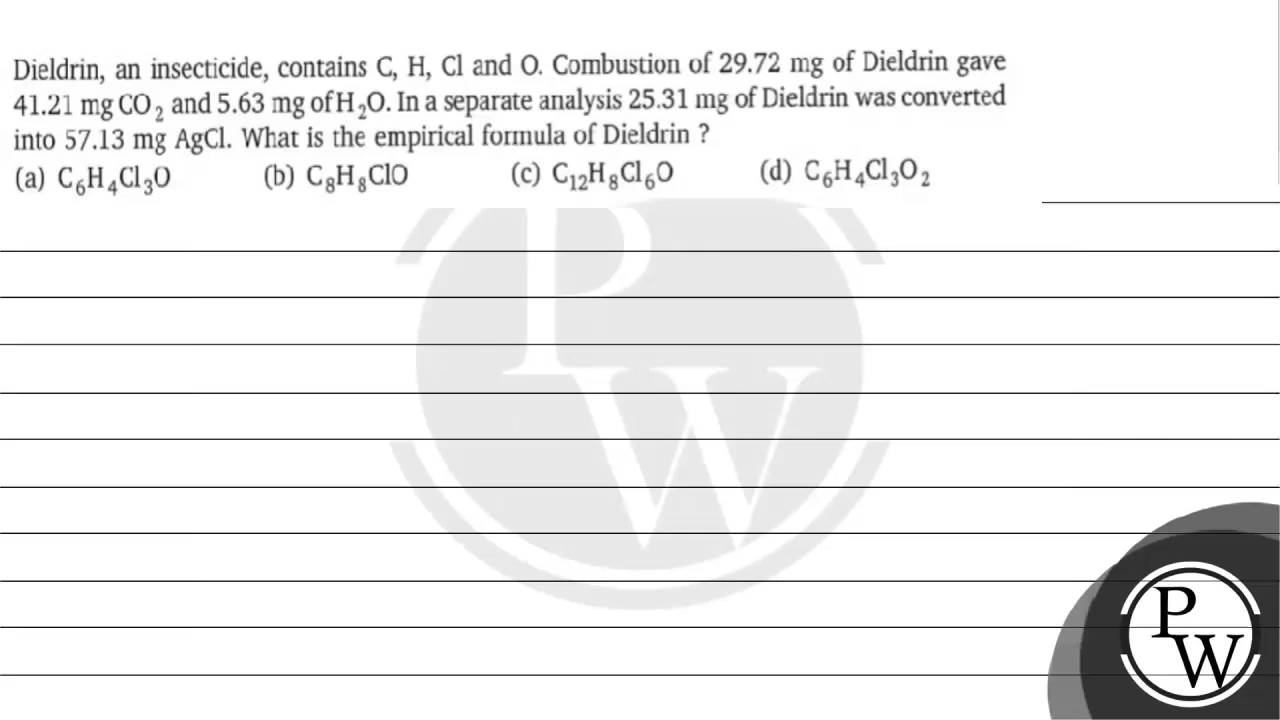 Dieldrin, an insecticide, contains C, H, Cl and O. Combustion of 29.72 mg of Dieldrin gave
41.21 mg CO₂ and 5.63 mg of H₂O. In a separate analysis 25.31 mg of Dieldrin was converted
into 57.13 mg AgCl. What is the empirical formula of Dieldrin ?
(a) C₆H₄Cl₃O (b) C₈H₈ClO (c) C₁₂H₈Cl₆O (d) C₆H₄Cl₃O₂
P
W
P
W